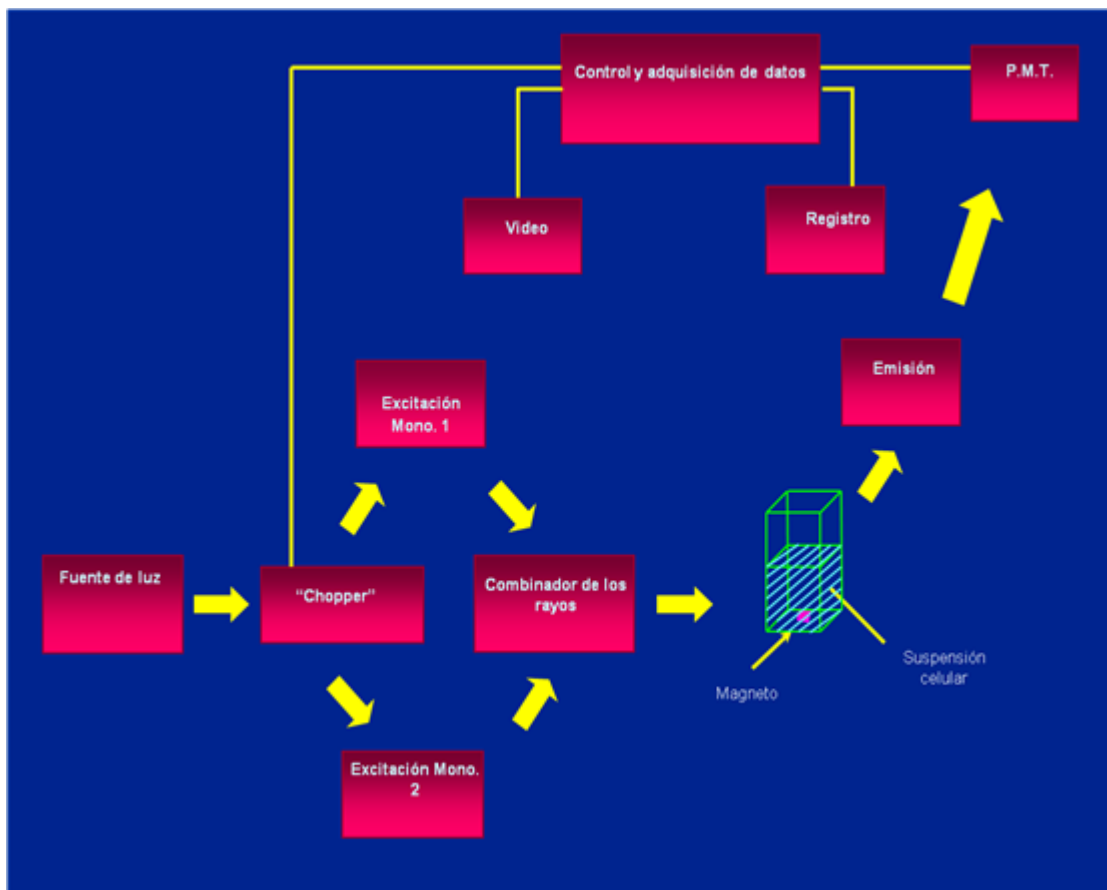 Control y adquisición de datos
P.M.T.
Video
Registro
Emisión
Excitación
Mono. 1
Fuente de luz
“Chopper”
Combinador de los
rayos
Suspensión
celular
Magneto
Excitación Mono.
2